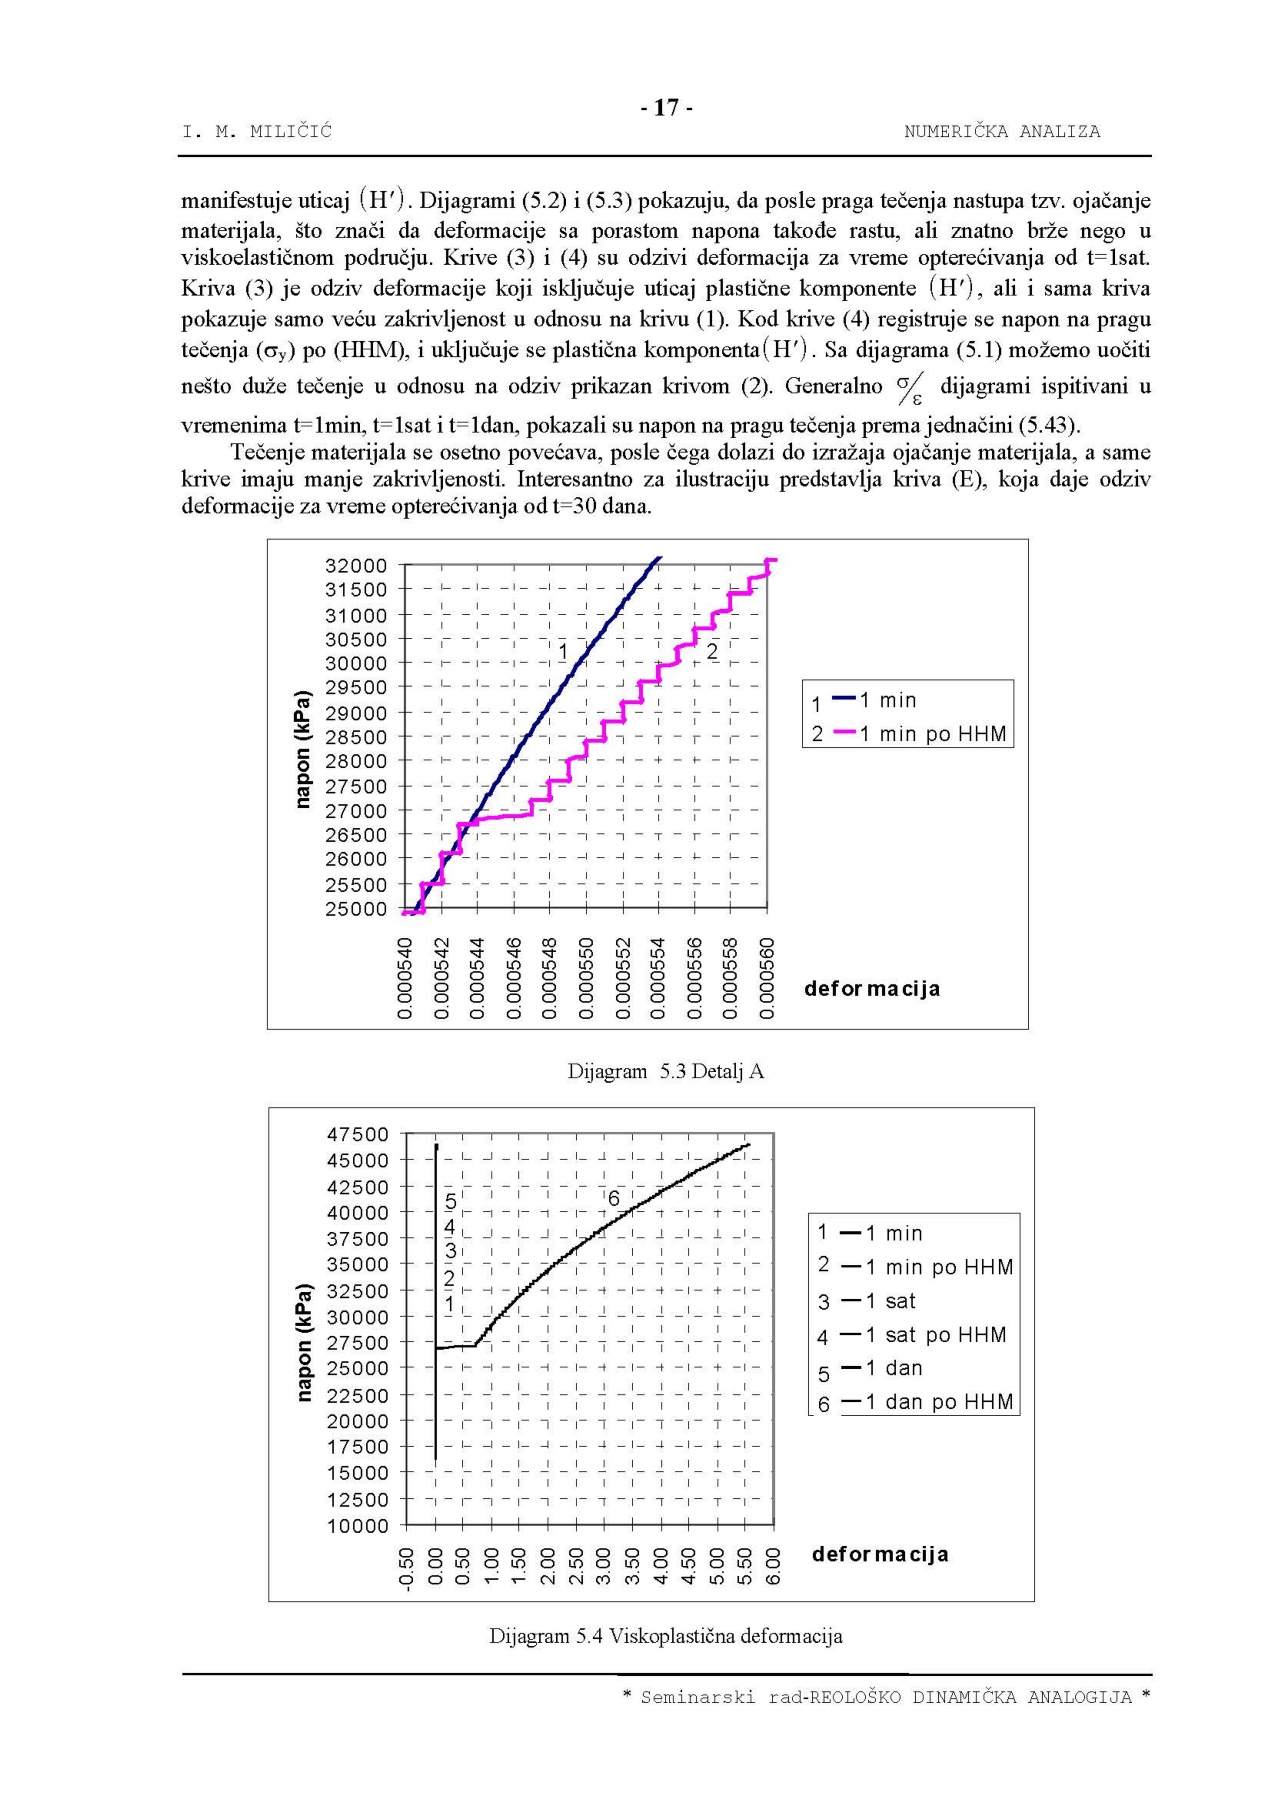 - 17 -
I. M. MILIČIĆ NUMERIČKA ANALIZA
manifestuje uticaj (H′). Dijagrami (5.2) i (5.3) pokazuju, da posle praga tečenja nastupa tzv. ojačanje
materijala, što znači da deformacije sa porastom napona takođe rastu, ali znatno brže nego u
viskoelastičnom području. Krive (3) i (4) su odzivi deformacija za vreme opterećivanja od t=1sat.
Kriva (3) je odziv deformacije koji isključuje uticaj plastične komponente (H′), ali i sama kriva
pokazuje samo veću zakrivljenost u odnosu na krivu (1). Kod krive (4) registruje se napon na pragu
tečenja (σy) po (HHM), i uključuje se plastična komponenta(H′). Sa dijagrama (5.1) možemo uočiti
nešto duže tečenje u odnosu na odziv prikazan krivom (2). Generalno σ/ε dijagrami ispitivani u
vremenima t=1min, t=1sat i t=1dan, pokazali su napon na pragu tečenja prema jednačini (5.43).
Tečenje materijala se osetno povećava, posle čega dolazi do izražaja ojačanje materijala, a same
krive imaju manje zakrivljenosti. Interesantno za ilustraciju predstavlja kriva (E), koja daje odziv
deformacije za vreme opterećivanja od t=30 dana.
napon (kPa)
32000
31500
31000
30500
30000
29500
29000
28500
28000
27500
27000
26500
26000
25500
25000
1
2
0.000540
0.000542
0.000544
0.000546
0.000548
0.000550
0.000552
0.000554
0.000556
0.000558
0.000560
deformacija
1 1 min
2 1 min po HHM
Dijagram 5.3 Detalj A
napon (kPa)
47500
45000
42500
40000
37500
35000
32500
30000
27500
25000
22500
20000
17500
15000
12500
10000
5
4
3
2
1
6
-0.50
0.00
0.50
1.00
1.50
2.00
2.50
3.00
3.50
4.00
4.50
5.00
5.50
6.00
deformacija
1 1 min
2 1 min po HHM
3 1 sat
4 1 sat po HHM
5 1 dan
6 1 dan po HHM
Dijagram 5.4 Viskoplastična deformacija
* Seminarski rad-REOLOŠKO DINAMIČKA ANALOGIJA *